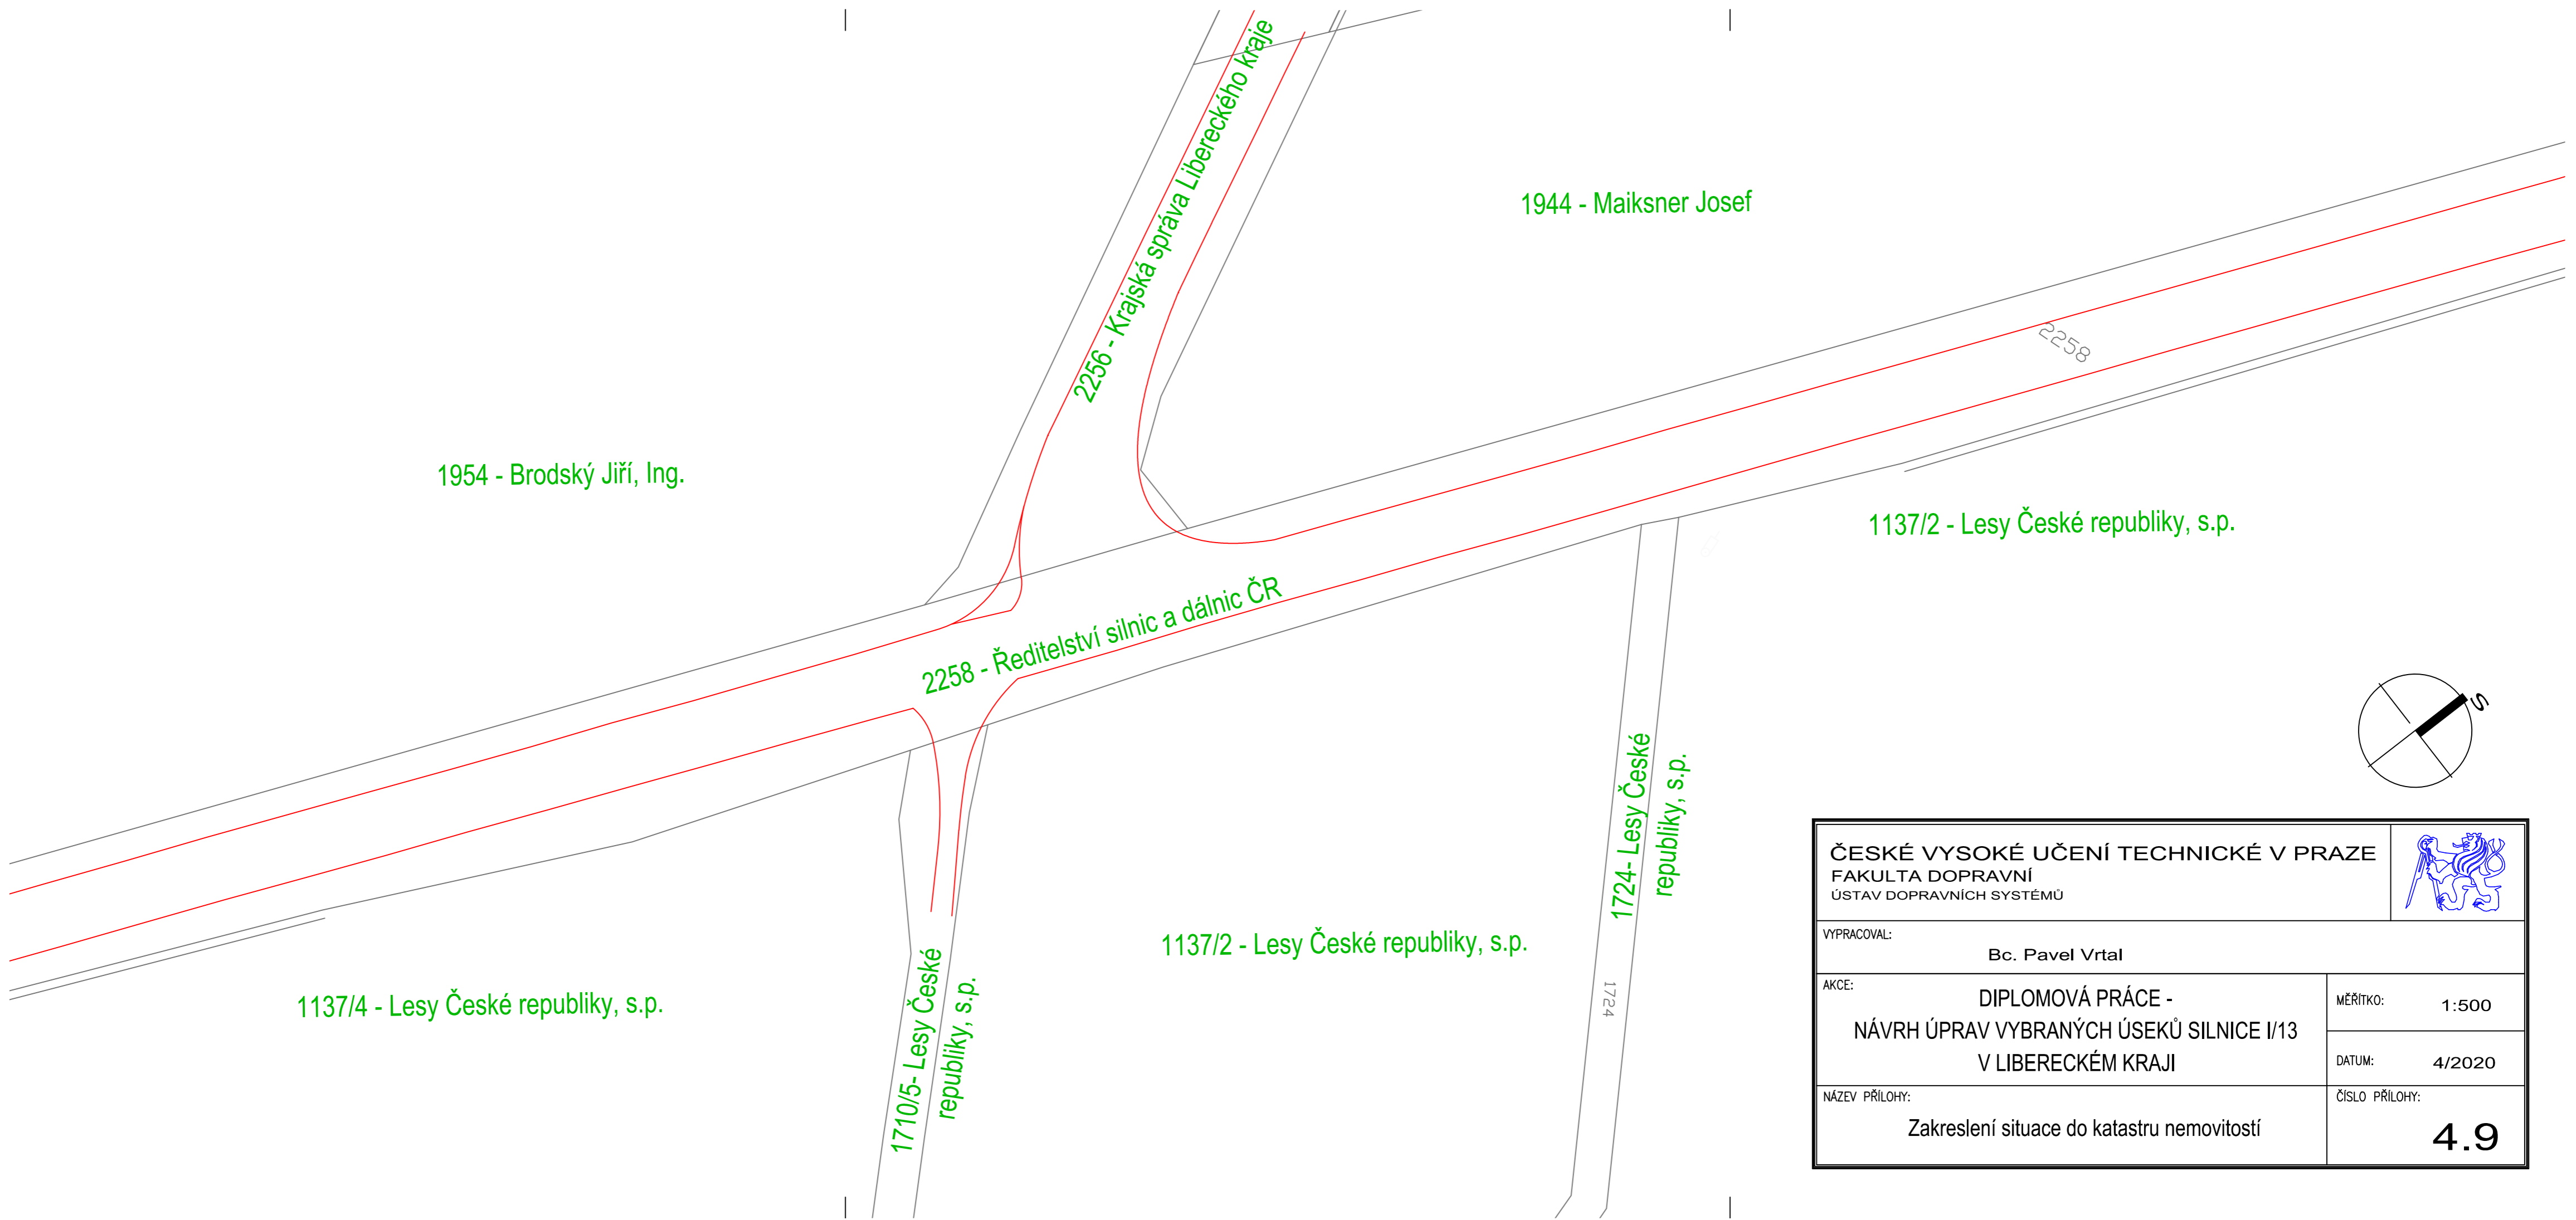 2256 - Krajská správa Libereckého kraje
1944 - Maiksner Josef
2258
1954 - Brodský Jiří, Ing.
1137/2 - Lesy České republiky, s.p.
2258 - Ředitelství silnic a dálnic ČR
S
1724- Lesy České
republiky, s.p.
1137/2 - Lesy České republiky, s.p.
1724
1137/4 - Lesy České republiky, s.p.
1710/5- Lesy České
republiky, s.p.
ČESKÉ VYSOKÉ UČENÍ TECHNICKÉ V PRAZE
FAKULTA DOPRAVNÍ
ÚSTAV DOPRAVNÍCH SYSTÉMŮ
VYPRACOVAL:
Bc. Pavel Vrtal
AKCE:
DIPLOMOVÁ PRÁCE -
NÁVRH ÚPRAV VYBRANÝCH ÚSEKŮ SILNICE I/13
V LIBERECKÉM KRAJI
MĚŘÍTKO: 1:500
DATUM: 4/2020
NÁZEV PŘÍLOHY:
Zakreslení situace do katastru nemovitostí
ČÍSLO PŘÍLOHY:
4.9